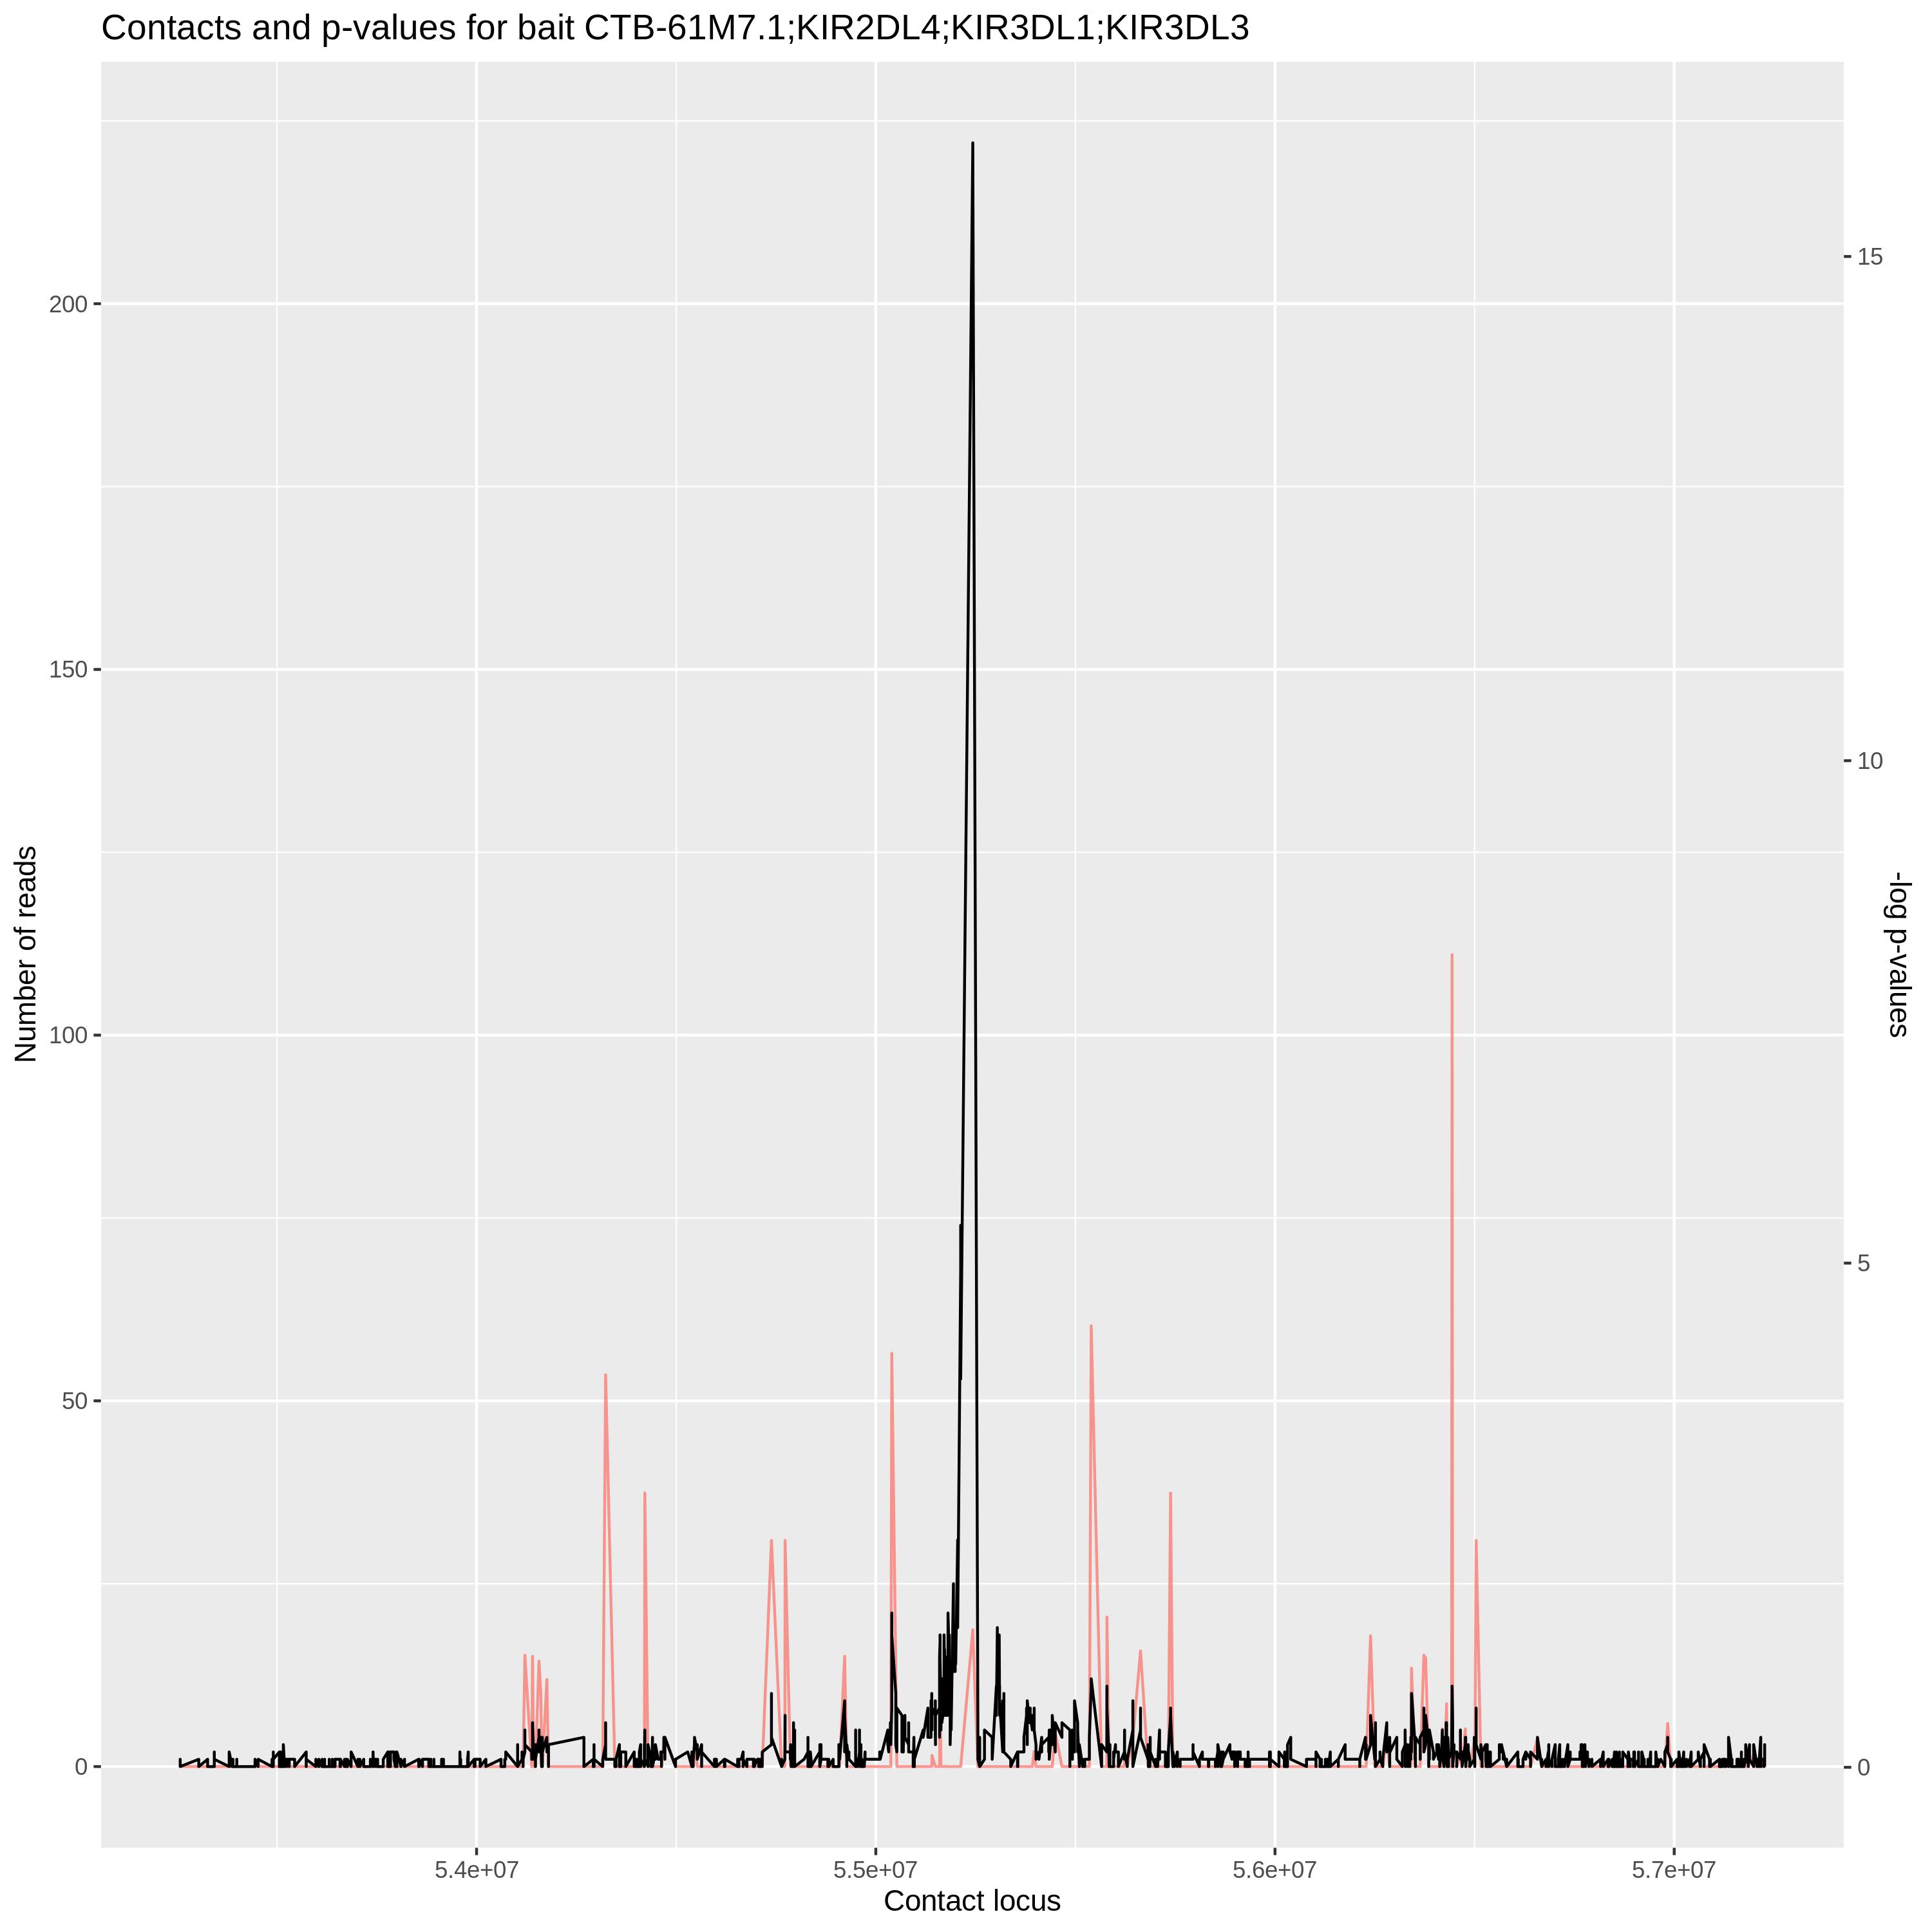 Contacts and p-values for bait CTB-61M7.1;KIR2DL4;KIR3DL1;KIR3DL3
Number of reads
200
150
100
50
0
15
10
5
0
-log p-values
5.4e+07
5.5e+07
5.6e+07
5.7e+07
Contact locus